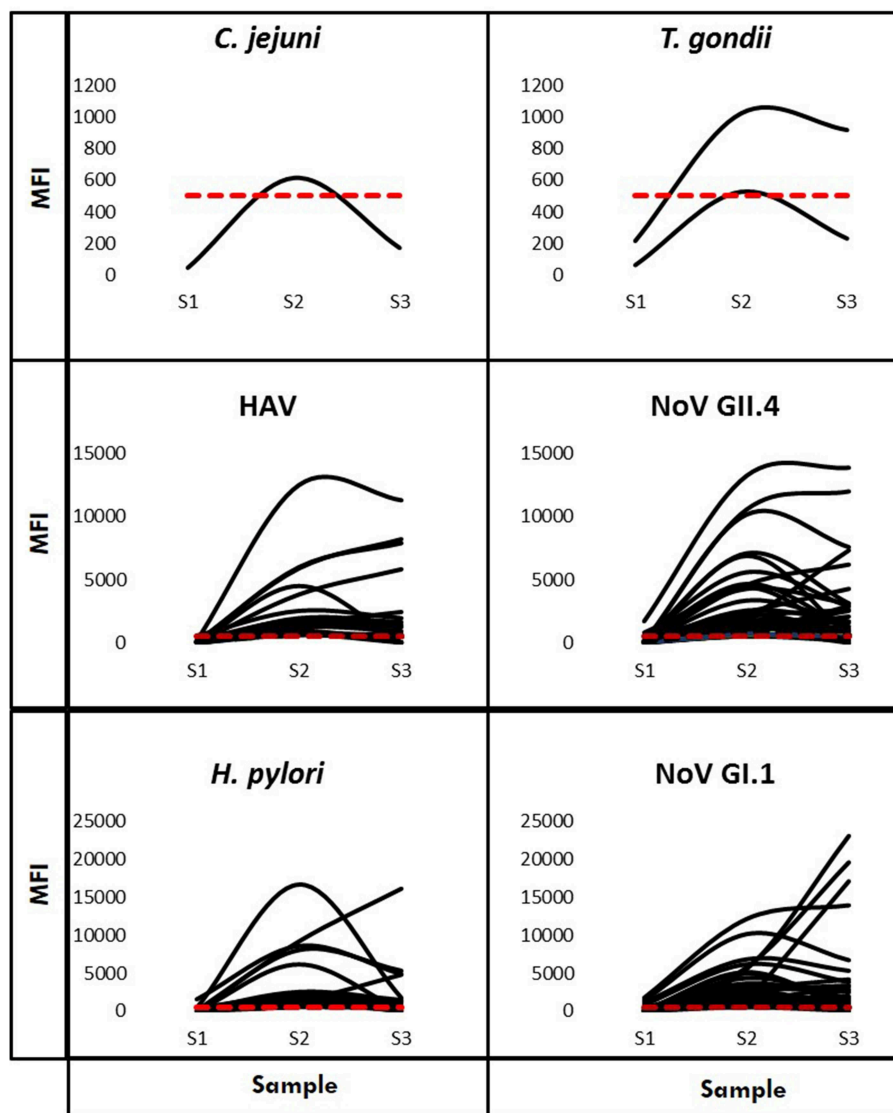 C. jejuni
T. gondii
MFI
1200
1000
800
600
400
200
0
S1 S2 S3
1200
1000
800
600
400
200
0
S1 S2 S3
HAV
NoV GII.4
MFI
15000
10000
5000
0
S1 S2 S3
15000
10000
5000
0
S1 S2 S3
H. pylori
NoV GI.1
MFI
25000
20000
15000
10000
5000
0
S1 S2 S3
25000
20000
15000
10000
5000
0
S1 S2 S3
Sample
Sample